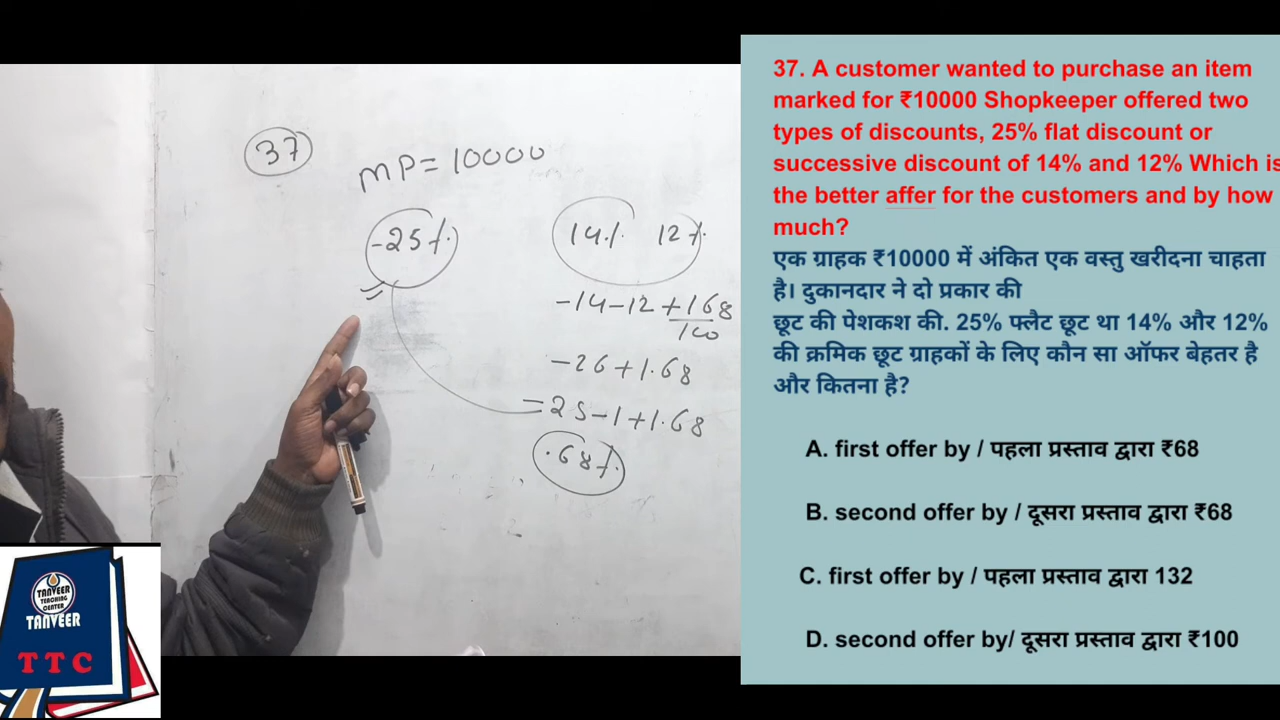 37
MP = 10000
-25%
14% 12%
-14-12+168
100
-26+1.68
=25-1+1.68
.68%
TANVEER
TEACHING
CENTER
TANVEER
TTC
37. A customer wanted to purchase an item
marked for ₹10000 Shopkeeper offered two
types of discounts, 25% flat discount or
successive discount of 14% and 12% Which is
the better affer for the customers and by how
much?
एक ग्राहक ₹10000 में अंकित एक वस्तु खरीदना चाहता
है। दुकानदार ने दो प्रकार की
छूट की पेशकश की. 25% फ्लैट छूट था 14% और 12%
की क्रमिक छूट ग्राहकों के लिए कौन सा ऑफर बेहतर है
और कितना है?
A. first offer by / पहला प्रस्ताव द्वारा ₹68
B. second offer by / दूसरा प्रस्ताव द्वारा ₹68
C. first offer by / पहला प्रस्ताव द्वारा 132
D. second offer by/ दूसरा प्रस्ताव द्वारा ₹100